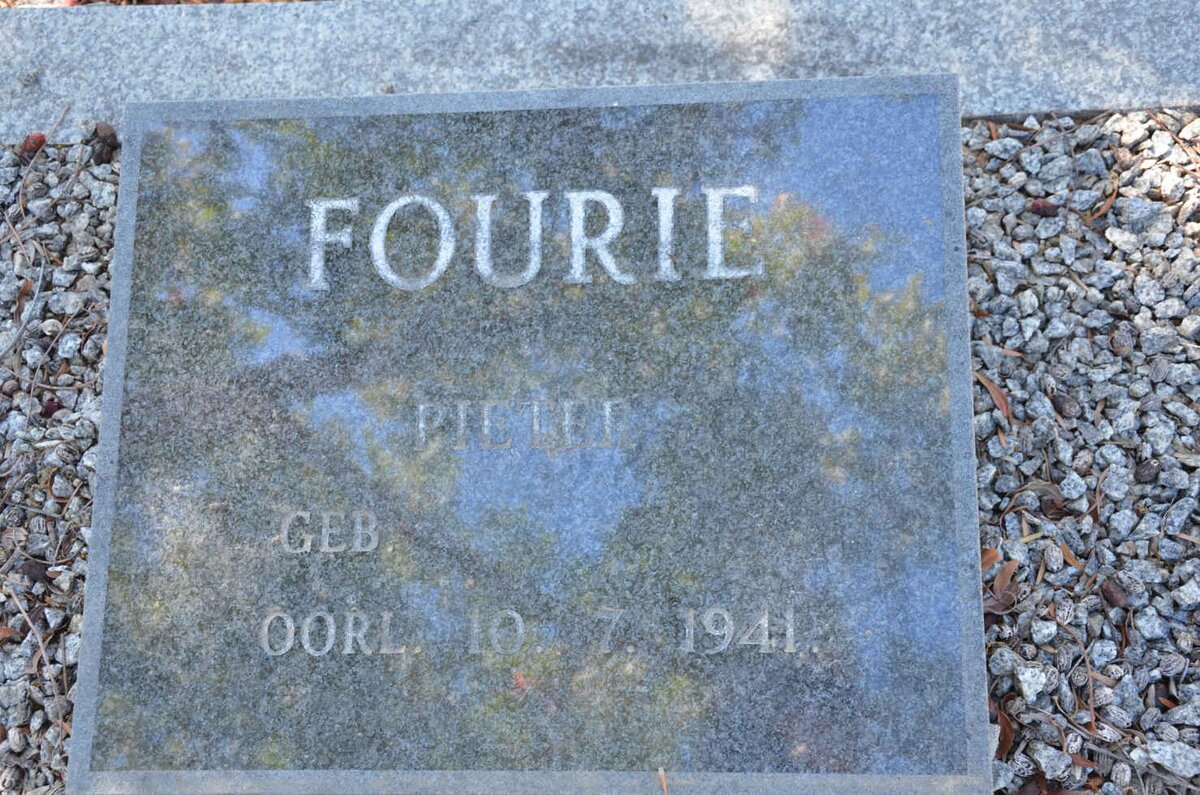 FOURIE
PIETER
GEB
OORL. 10. 7. 1941.